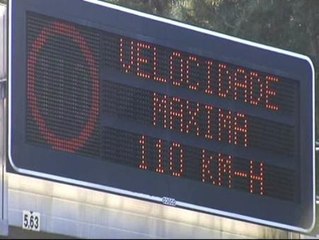 VELOCIDADE
MAXIMA
110 KM-H
5,63